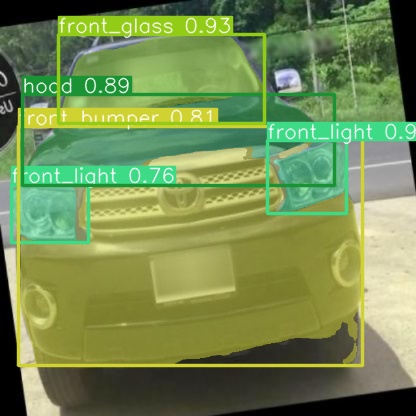 front_glass 0.93
hood 0.89
front_bumper 0.81
front_light 0.9
front_light 0.76